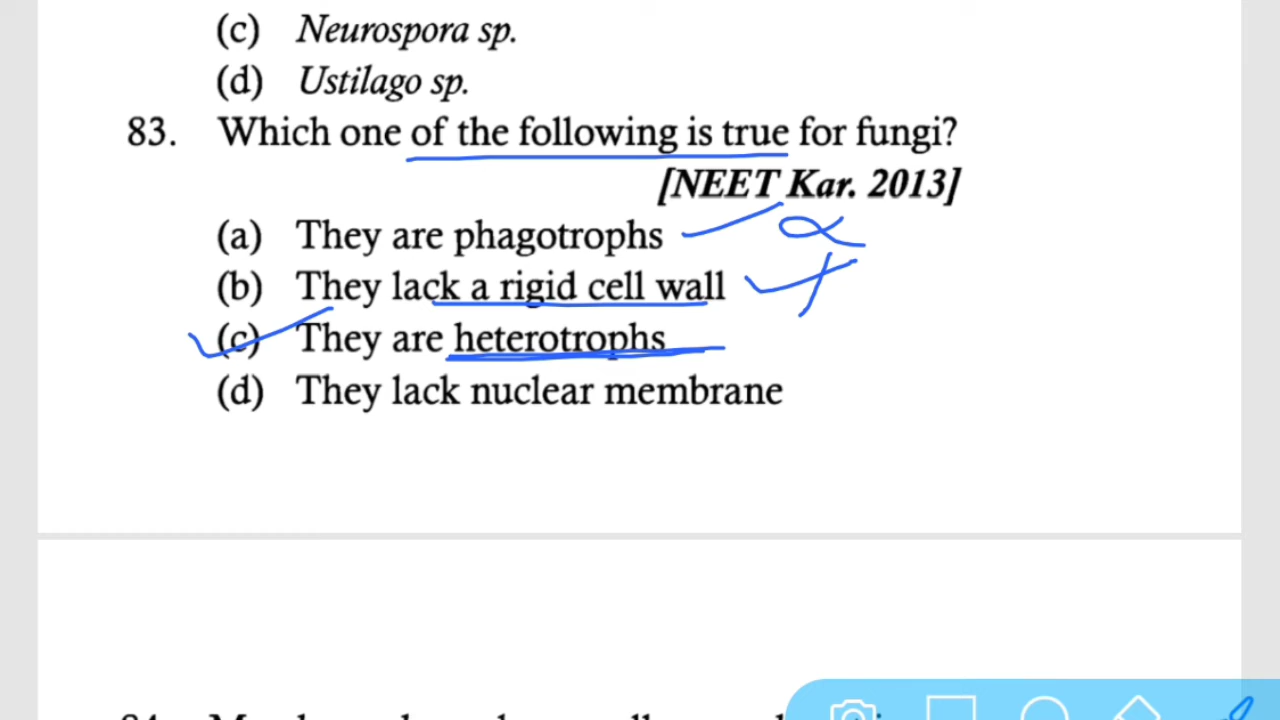 (c) Neurospora sp.
(d) Ustilago sp.
83. Which one of the following is true for fungi?
[NEET Kar. 2013]
(a) They are phagotrophs
(b) They lack a rigid cell wall
(c) They are heterotrophs
(d) They lack nuclear membrane